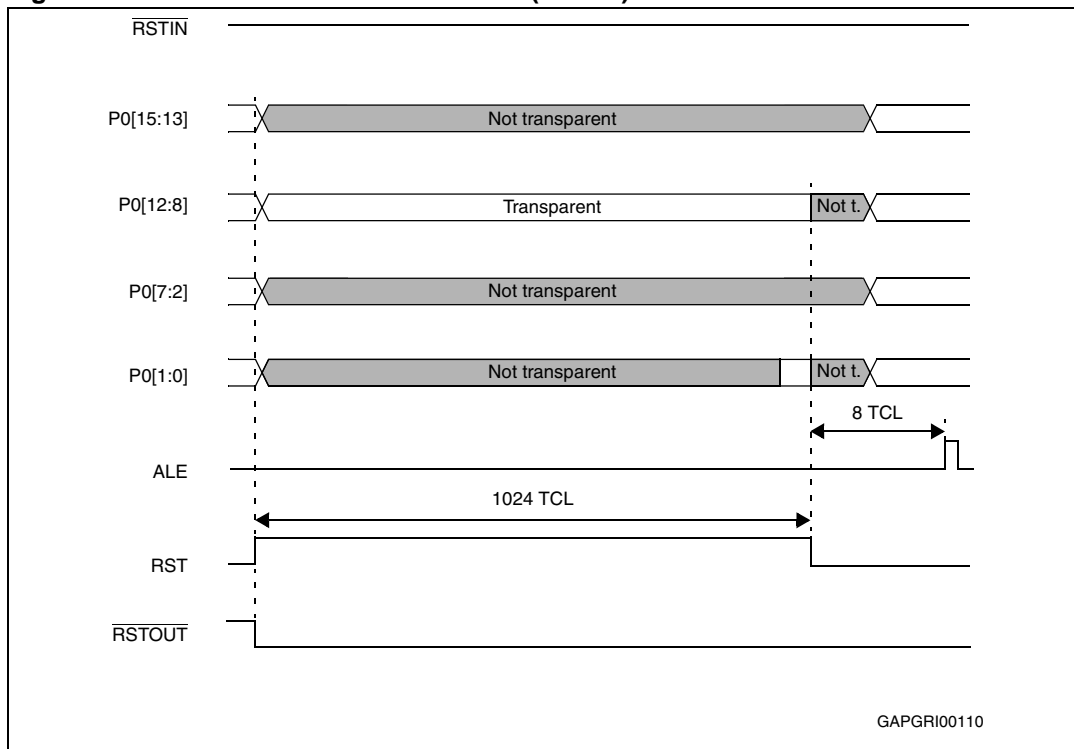 RSTIN
P0[15:13] Not transparent
P0[12:8] Transparent Not t.
P0[7:2] Not transparent
P0[1:0] Not transparent Not t.
8 TCL
ALE
1024 TCL
RST
RSTOUT
GAPGRI00110